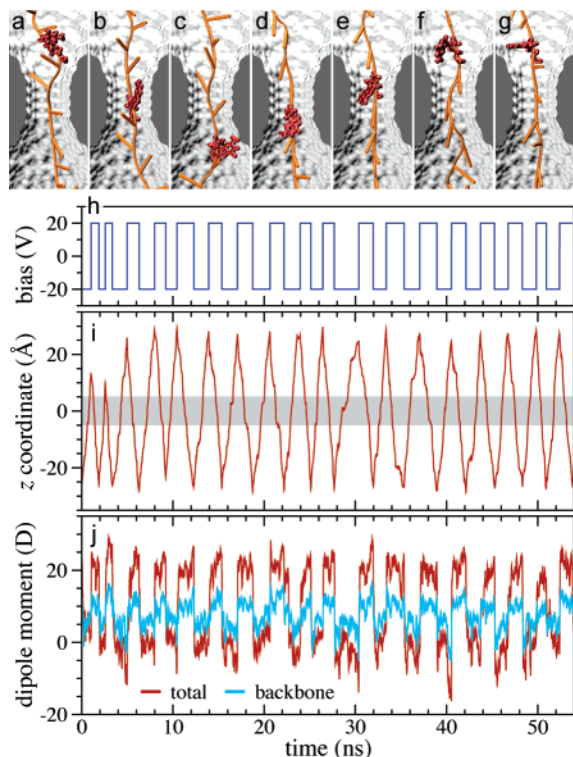 a b c d e f g
h
bias (V)
20
0
-20
i
z coordinate (Å)
20
0
-20
j
dipole moment (D)
20
10
0
-20
total backbone
0 10 20 30 40 50
time (ns)